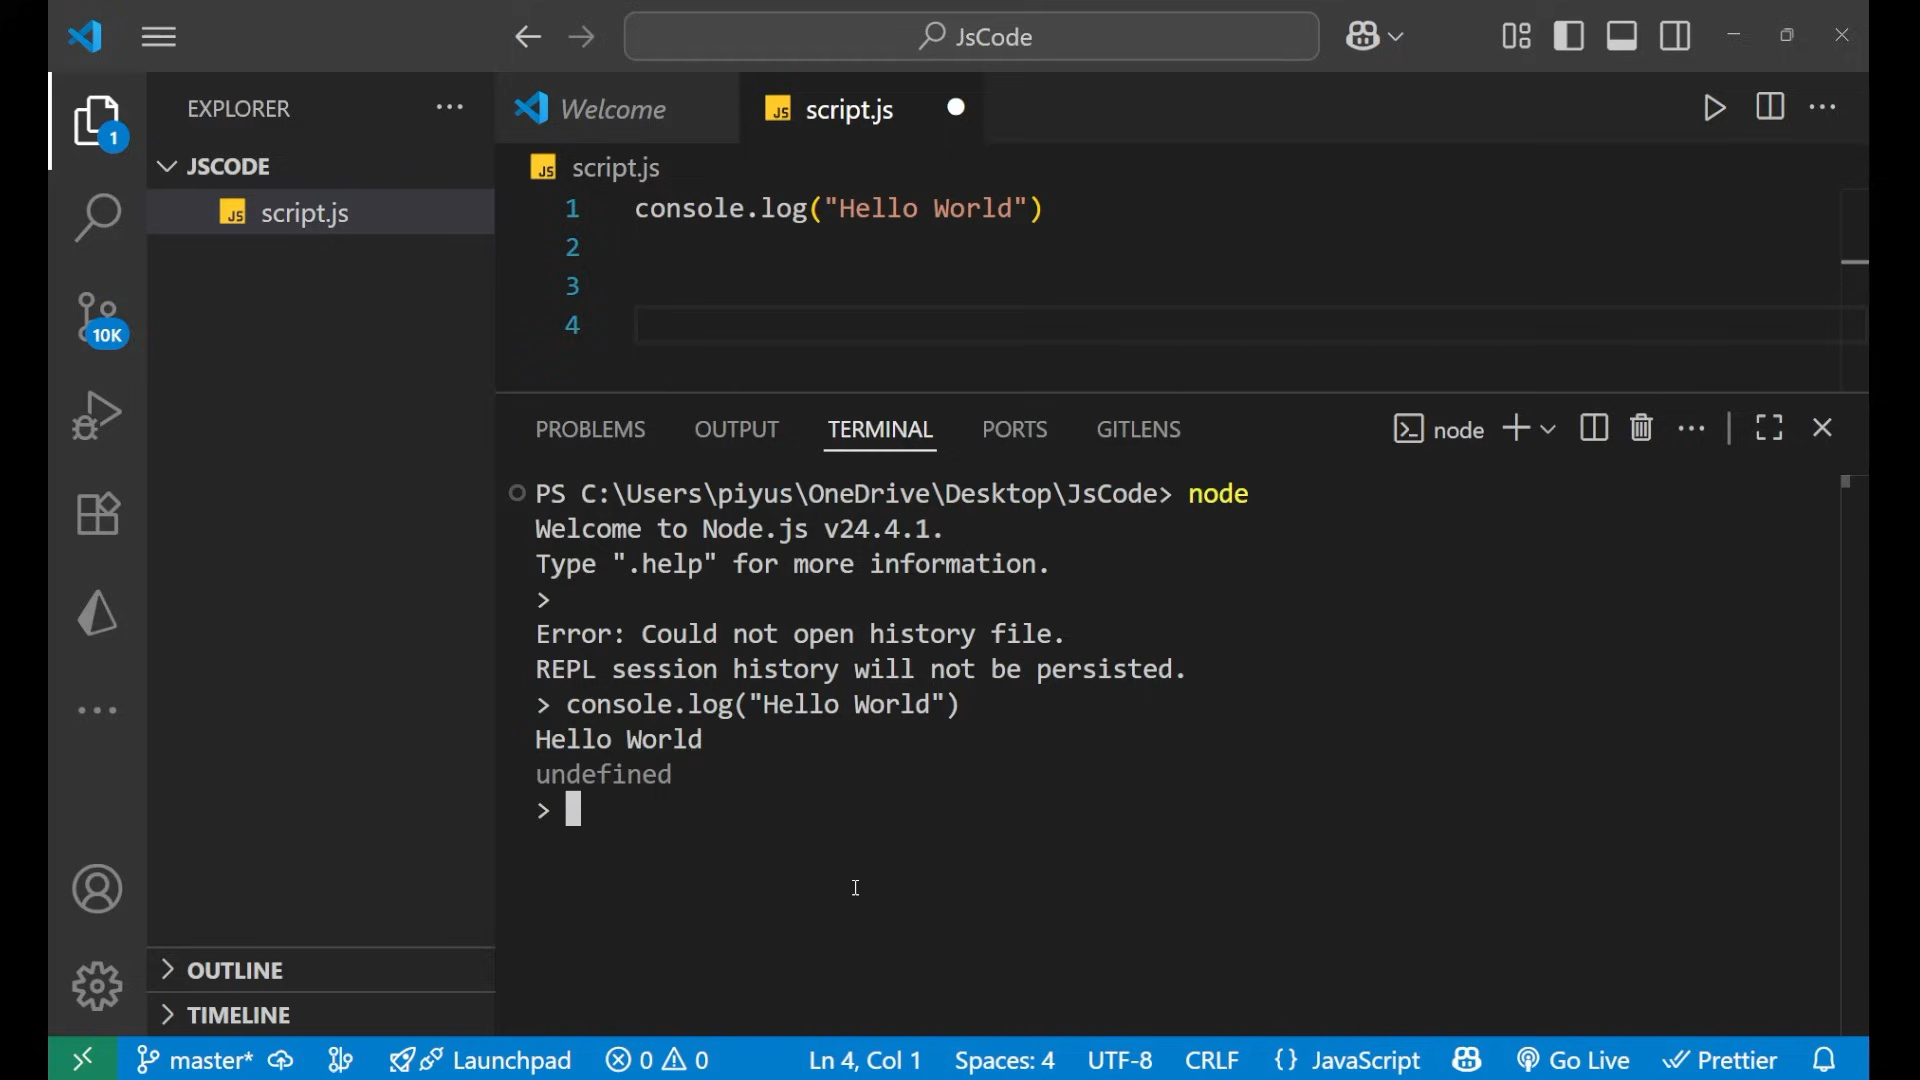 JsCode
EXPLORER
1
JSCODE
JS script.js
10K
OUTLINE
TIMELINE
Welcome
JS script.js
JS script.js
1 console.log("Hello World")
2
3
4
PROBLEMS OUTPUT TERMINAL PORTS GITLENS
node
PS C:\Users\piyus\OneDrive\Desktop\JsCode> node
Welcome to Node.js v24.4.1.
Type ".help" for more information.
>
Error: Could not open history file.
REPL session history will not be persisted.
> console.log("Hello World")
Hello World
undefined
>
master* Launchpad 0 0 Ln 4, Col 1 Spaces: 4 UTF-8 CRLF {} JavaScript Go Live Prettier